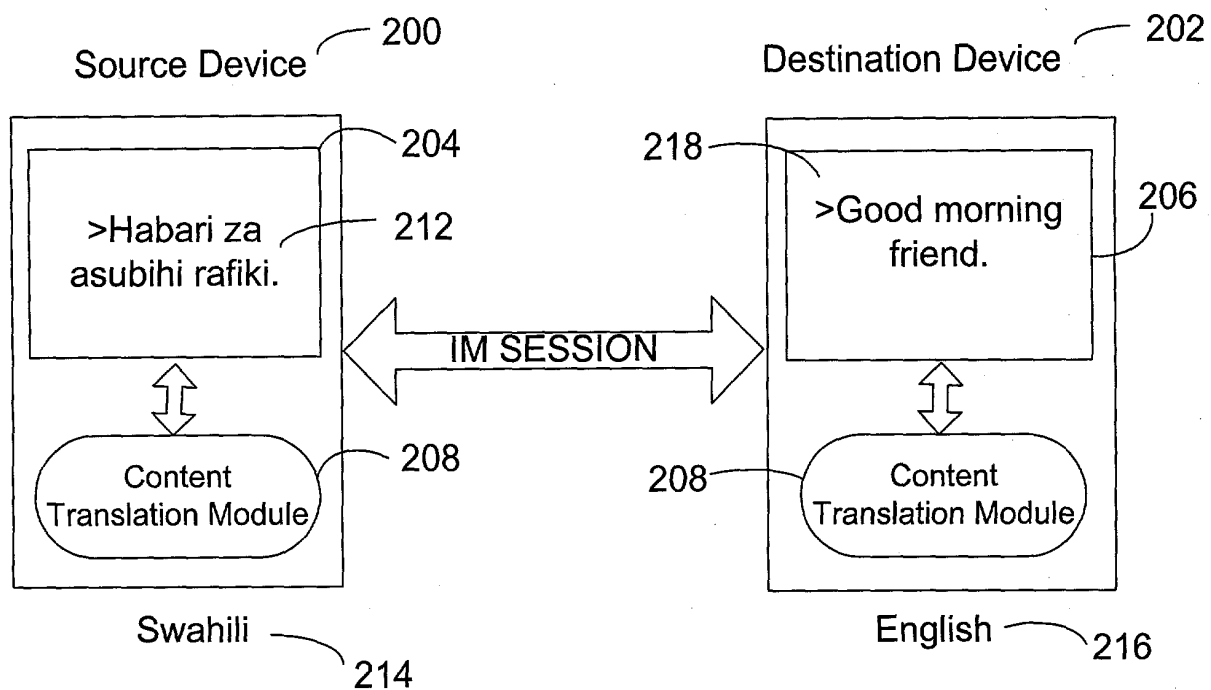 200
Source Device
202
Destination Device
204
>Habari za
asubihi rafiki.
212
218
>Good morning
friend.
206
IM SESSION
Content
Translation Module
208
208
Content
Translation Module
Swahili
214
English
216